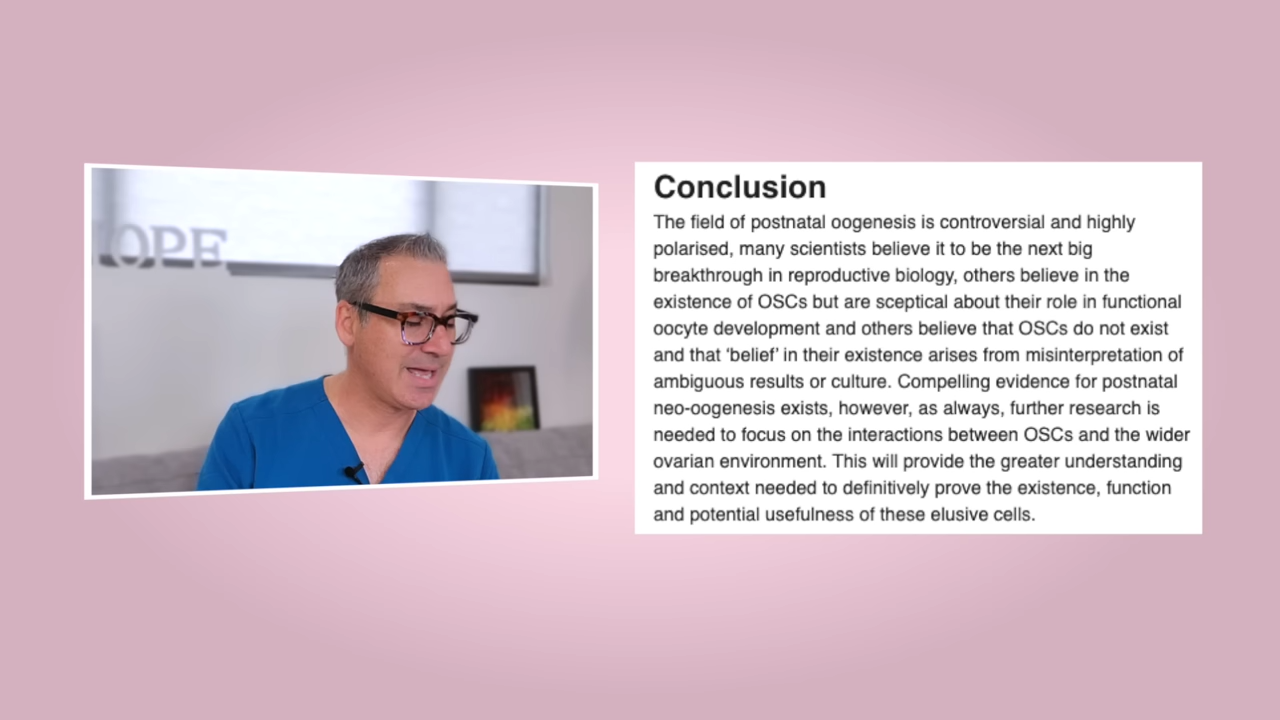 HOPE
Conclusion
The field of postnatal oogenesis is controversial and highly
polarised, many scientists believe it to be the next big
breakthrough in reproductive biology, others believe in the
existence of OSCs but are sceptical about their role in functional
oocyte development and others believe that OSCs do not exist
and that ‘belief’ in their existence arises from misinterpretation of
ambiguous results or culture. Compelling evidence for postnatal
neo-oogenesis exists, however, as always, further research is
needed to focus on the interactions between OSCs and the wider
ovarian environment. This will provide the greater understanding
and context needed to definitively prove the existence, function
and potential usefulness of these elusive cells.